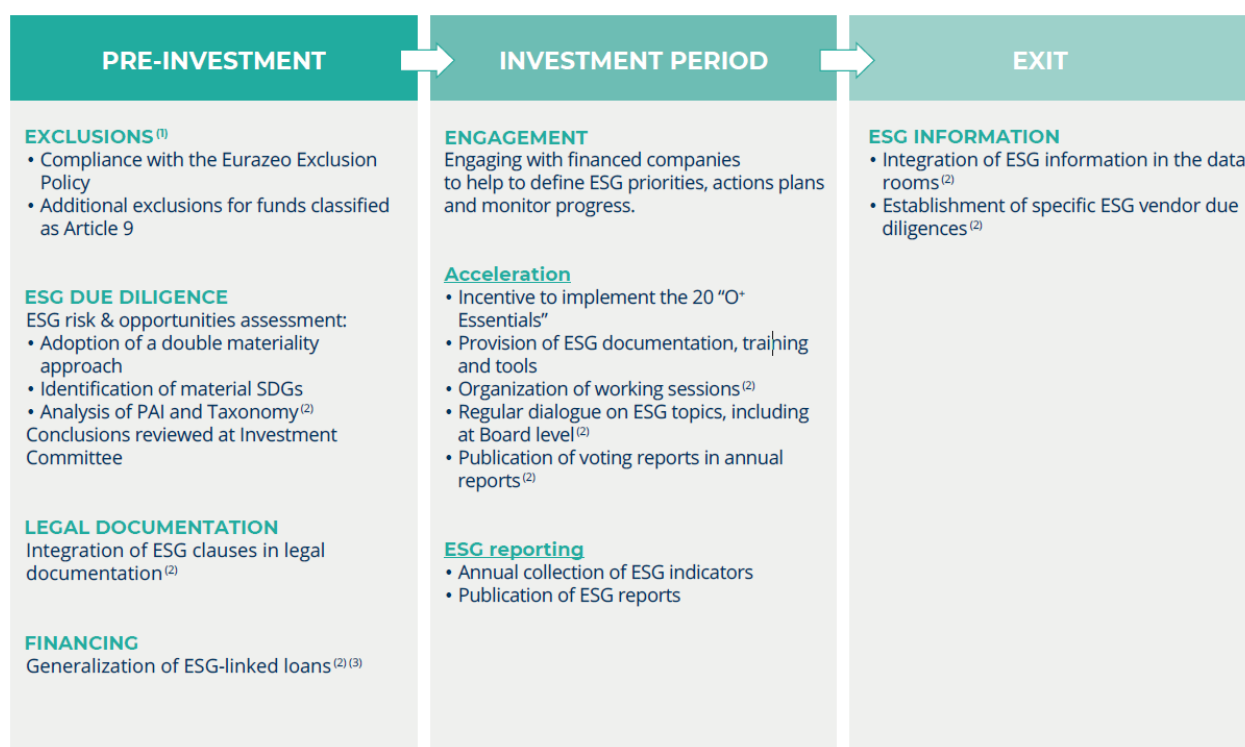 PRE-INVESTMENT
EXCLUSIONS (1)
• Compliance with the Eurazeo Exclusion
Policy
• Additional exclusions for funds classified
as Article 9
ESG DUE DILIGENCE
ESG risk & opportunities assessment:
• Adoption of a double materiality
approach
• Identification of material SDGs
• Analysis of PAI and Taxonomy (2)
Conclusions reviewed at Investment
Committee
LEGAL DOCUMENTATION
Integration of ESG clauses in legal
documentation (2)
FINANCING
Generalization of ESG-linked loans (2) (3)
INVESTMENT PERIOD
ENGAGEMENT
Engaging with financed companies
to help to define ESG priorities, actions plans
and monitor progress.
Acceleration
• Incentive to implement the 20 “O+
Essentials”
• Provision of ESG documentation, training
and tools
• Organization of working sessions (2)
• Regular dialogue on ESG topics, including
at Board level (2)
• Publication of voting reports in annual
reports (2)
ESG reporting
• Annual collection of ESG indicators
• Publication of ESG reports
EXIT
ESG INFORMATION
• Integration of ESG information in the data
rooms (2)
• Establishment of specific ESG vendor due
diligences (2)